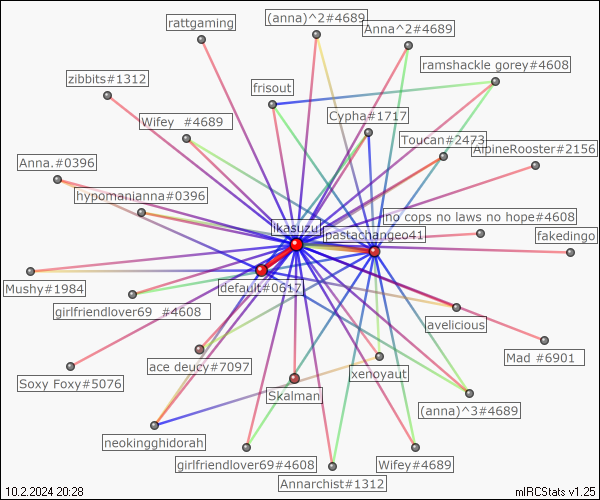 (anna)^2#4689
rattgaming
Anna^2#4689
ramshackle gorey#4608
zibbits#1312
frisout
Cypha#1717
Wifey #4689
Toucan#2473
AlpineRooster#2156
Anna.#0396
hypomanianna#0396
no cops no laws no hope#4608
ikasuzu
pastachangeo41
fakedingo
Mushy#1984
default#0617
girlfriendlover69 #4608
avelicious
Mad #6901
ace deucy#7097
xenoyaut
Soxy Foxy#5076
Skalman
(anna)^3#4689
neokingghidorah
girlfriendlover69#4608
Wifey#4689
Annarchist#1312
10.2.2024 20:28
mIRCStats v1.25